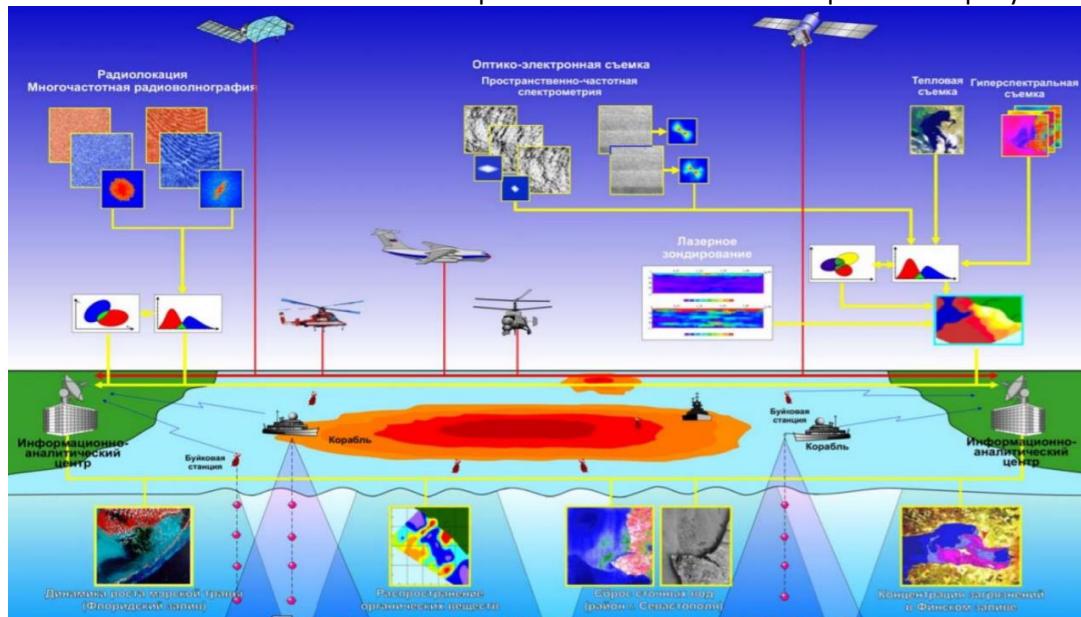 Радиолокация
Многочастотная радиоволнография
Оптико-электронная съемка
Пространственно-частотная
спектрометрия
Тепловая
съемка
Гиперспектральная
съемка
Лазерное
зондирование
Информационно-
аналитический
центр
Буйковая
станция
Корабль
Буйковая
станция
Корабль
Информационно-
аналитический
центр
Динамика роста морской травы
(Флоридский залив)
Распространение
органических веществ
Сброс сточных вод
(район г. Севастополя)
Концентрация загрязнений
в Финском заливе